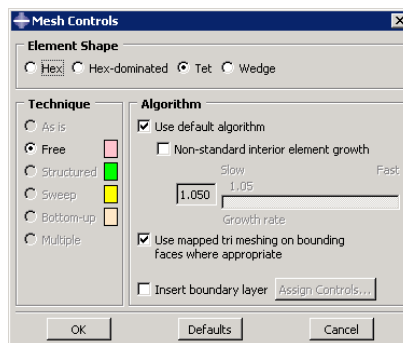 Mesh Controls
Element Shape
Hex Hex-dominated Tet Wedge
Technique
As is
Free
Structured
Sweep
Bottom-up
Multiple
Algorithm
Use default algorithm
Non-standard interior element growth
Slow Fast
1.050 1.05
Growth rate
Use mapped tri meshing on bounding
faces where appropriate
Insert boundary layer Assign Controls...
OK Defaults Cancel